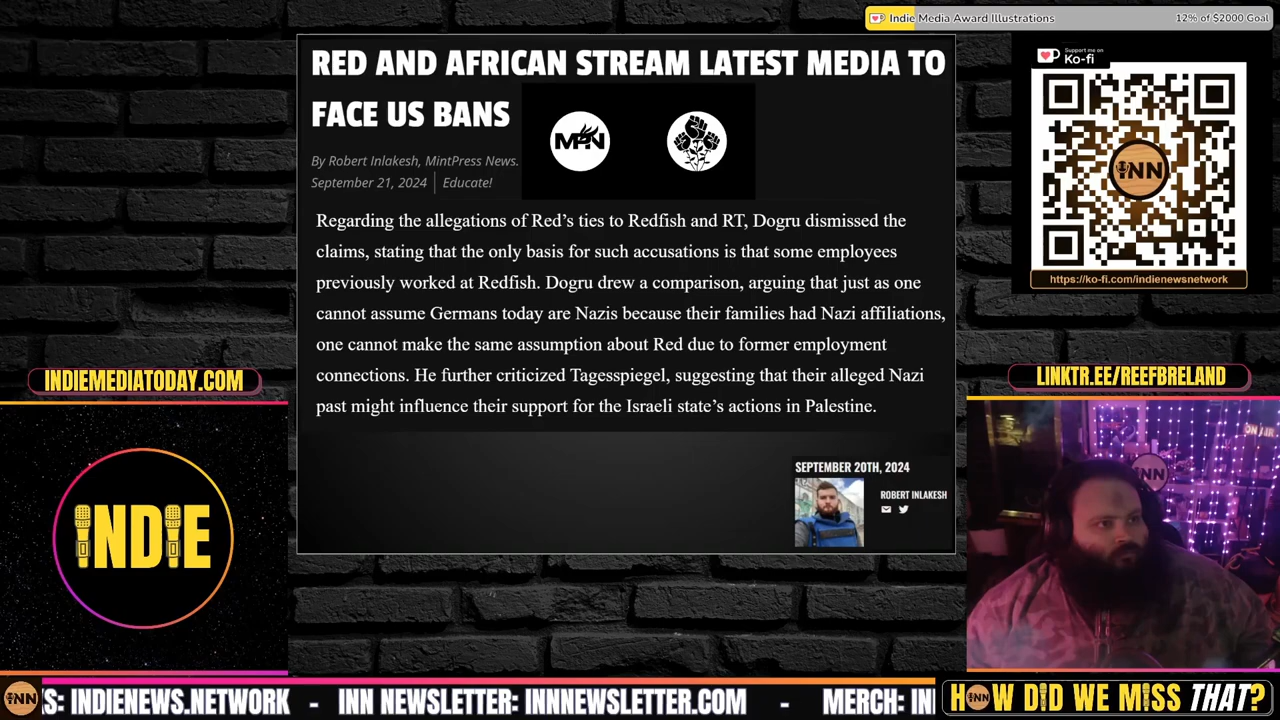 Indie Media Award Illustrations
12% of $2000 Goal
RED AND AFRICAN STREAM LATEST MEDIA TO
FACE US BANS
MPN
By Robert Inlakesh, MintPress News.
September 21, 2024 | Educate!
Regarding the allegations of Red’s ties to Redfish and RT, Dogru dismissed the
claims, stating that the only basis for such accusations is that some employees
previously worked at Redfish. Dogru drew a comparison, arguing that just as one
cannot assume Germans today are Nazis because their families had Nazi affiliations,
one cannot make the same assumption about Red due to former employment
connections. He further criticized Tagesspiegel, suggesting that their alleged Nazi
past might influence their support for the Israeli state’s actions in Palestine.
SEPTEMBER 20TH, 2024
ROBERT INLAKESH
Support me on
Ko-fi
INN
https://ko-fi.com/indienewsnetwork
INDIEMEDIATODAY.COM
LINKTR.EE/REEFBRELAND
INDIE
ON AIR
INN
INN
S: INDIENEWS.NETWORK - INN NEWSLETTER: INNNEWSLETTER.COM - MERCH: IN
HOW DID WE MISS THAT?